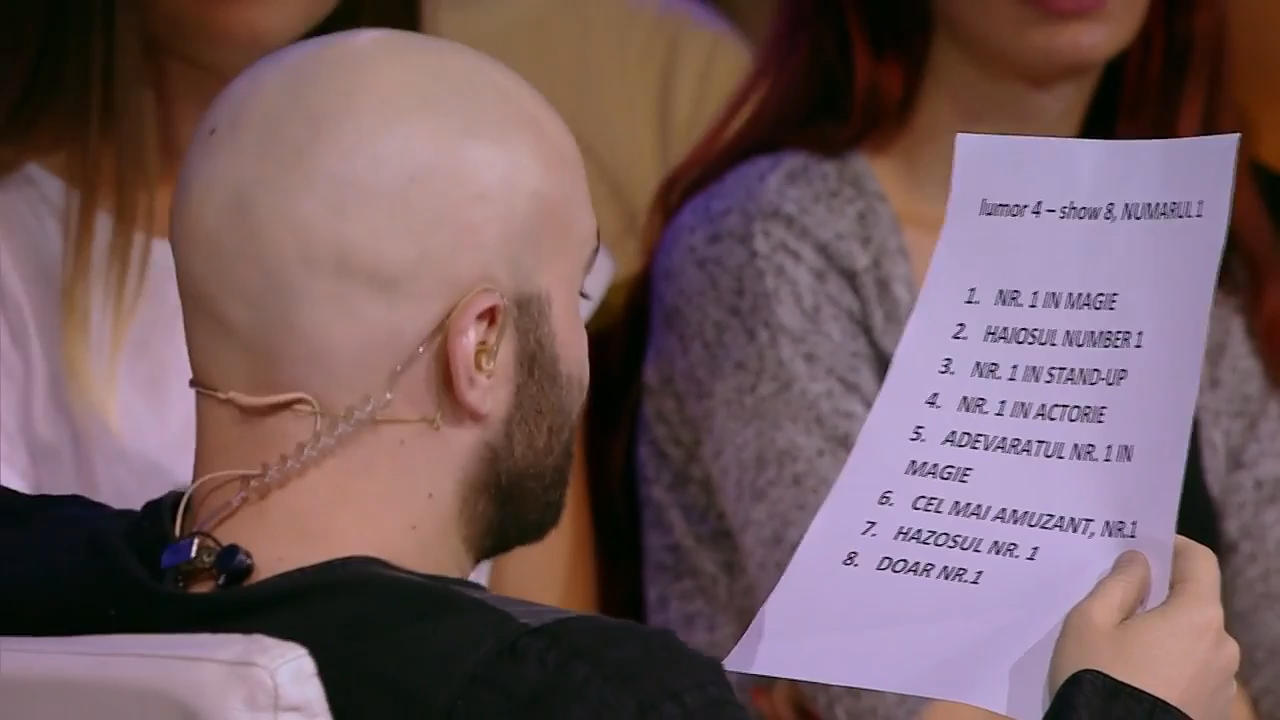 Iumor 4 – show 8, NUMARUL 1
1. NR. 1 IN MAGIE
2. HAIOSUL NUMBER 1
3. NR. 1 IN STAND-UP
4. NR. 1 IN ACTORIE
5. ADEVARATUL NR. 1 IN
MAGIE
6. CEL MAI AMUZANT, NR.1
7. HAZOSUL NR. 1
8. DOAR NR.1